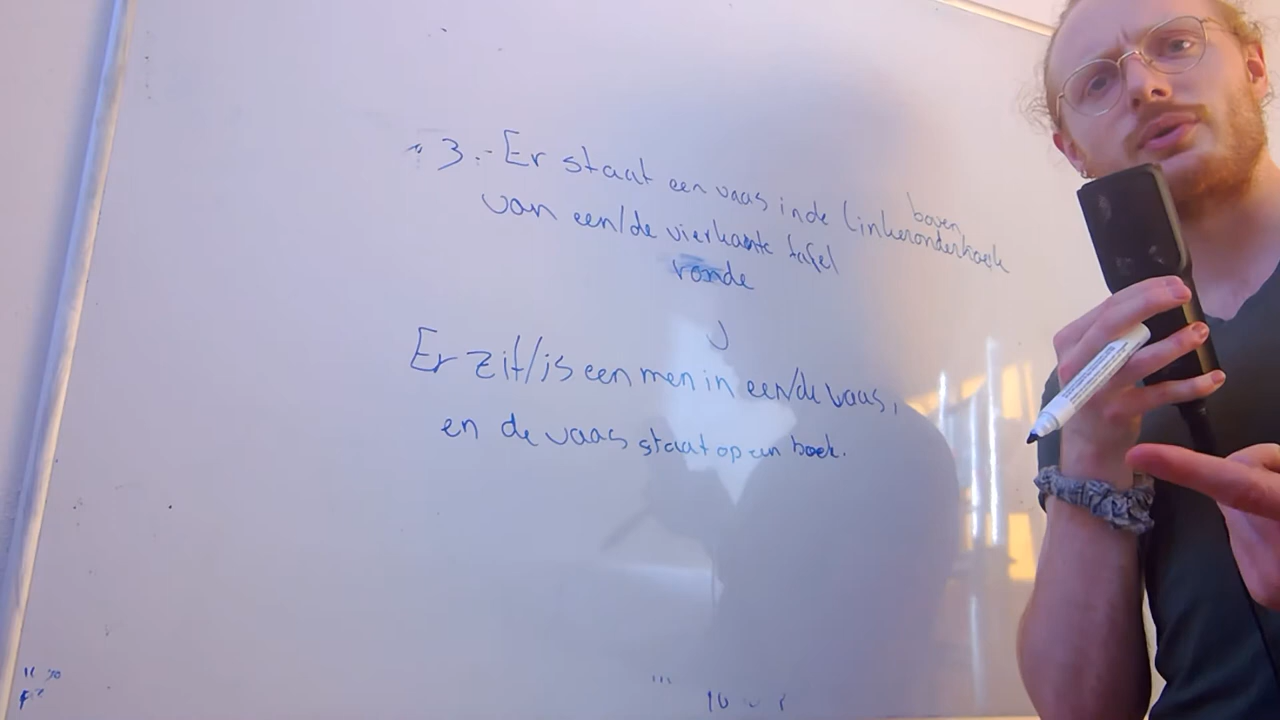 3. - Er staat een vaas in de linkeronderhoek
boven
van een/de vierkante tafel
ronde
Er zit/is een men in een/de vaas,
en de vaas staat op een boek.